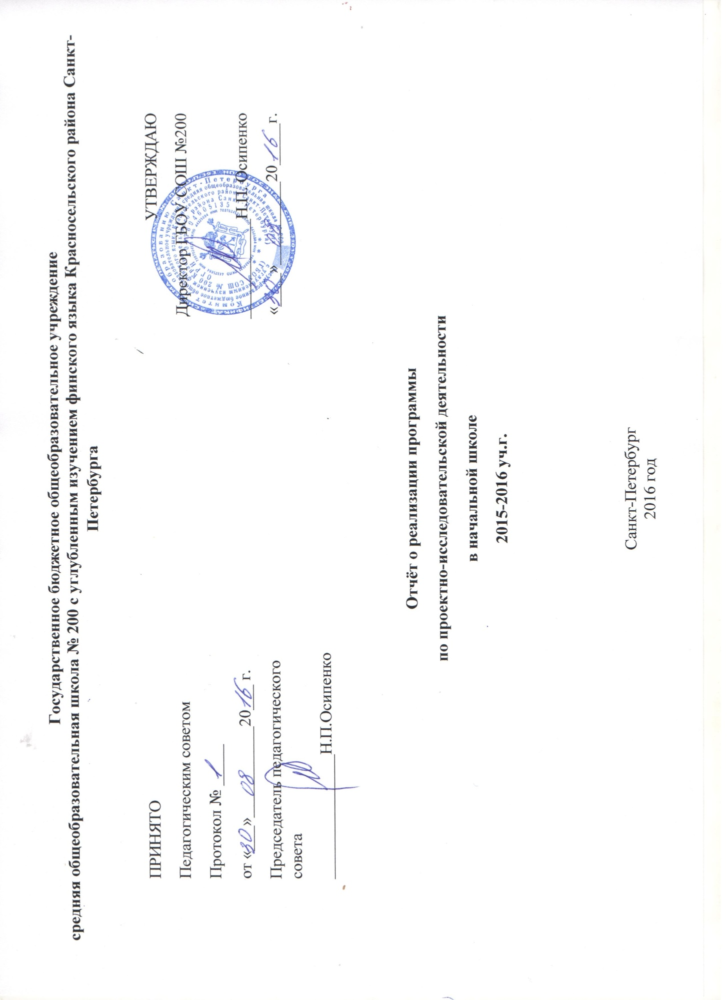 Государственное бюджетное общеобразовательное учреждение
средняя общеобразовательная школа № 200 с углубленным изучением финского языка Красносельского района Санкт-
Петербурга
ПРИНЯТО
Педагогическим советом
Протокол № 1
от «30» 08 2016 г.
Председатель педагогического
совета
Н.П.Осипенко
УТВЕРЖДАЮ
Директор ГБОУ СОШ №200
Н.П. Осипенко
«30» 2016 г.
Отчёт о реализации программы
по проектно-исследовательской деятельности
в начальной школе
2015-2016 уч.г.
Санкт-Петербург
2016 год